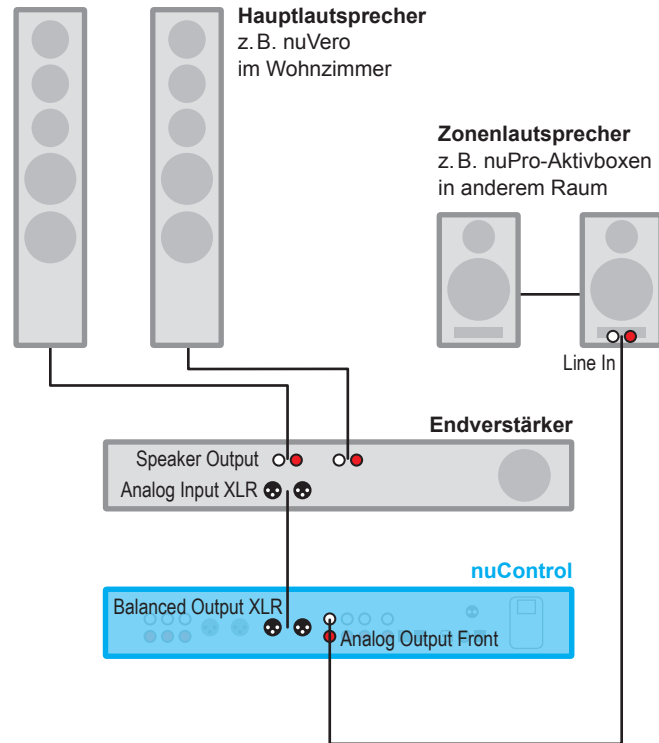 Hauptlautsprecher
z. B. nuVero
im Wohnzimmer
Zonenlautsprecher
z. B. nuPro-Aktivboxen
in anderem Raum
Line In
Endverstärker
Speaker Output
Analog Input XLR
nuControl
Balanced Output XLR
Analog Output Front